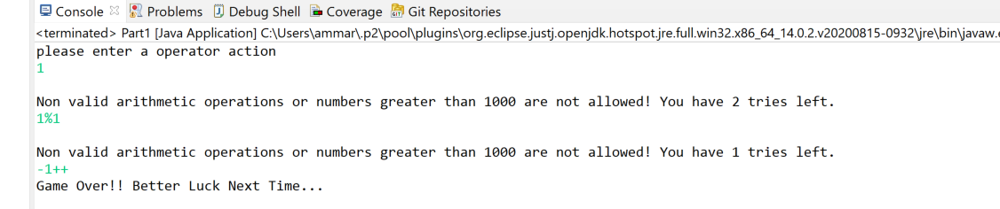 Console Problems Debug Shell Coverage Git Repositories
<terminated> Part1 [Java Application] C:\Users\ammar\.p2\pool\plugins\org.eclipse.justj.openjdk.hotspot.jre.full.win32.x86_64_14.0.2.v20200815-0932\jre\bin\javaw.e
please enter a operator action
1
Non valid arithmetic operations or numbers greater than 1000 are not allowed! You have 2 tries left.
1%1
Non valid arithmetic operations or numbers greater than 1000 are not allowed! You have 1 tries left.
-1++
Game Over!! Better Luck Next Time...